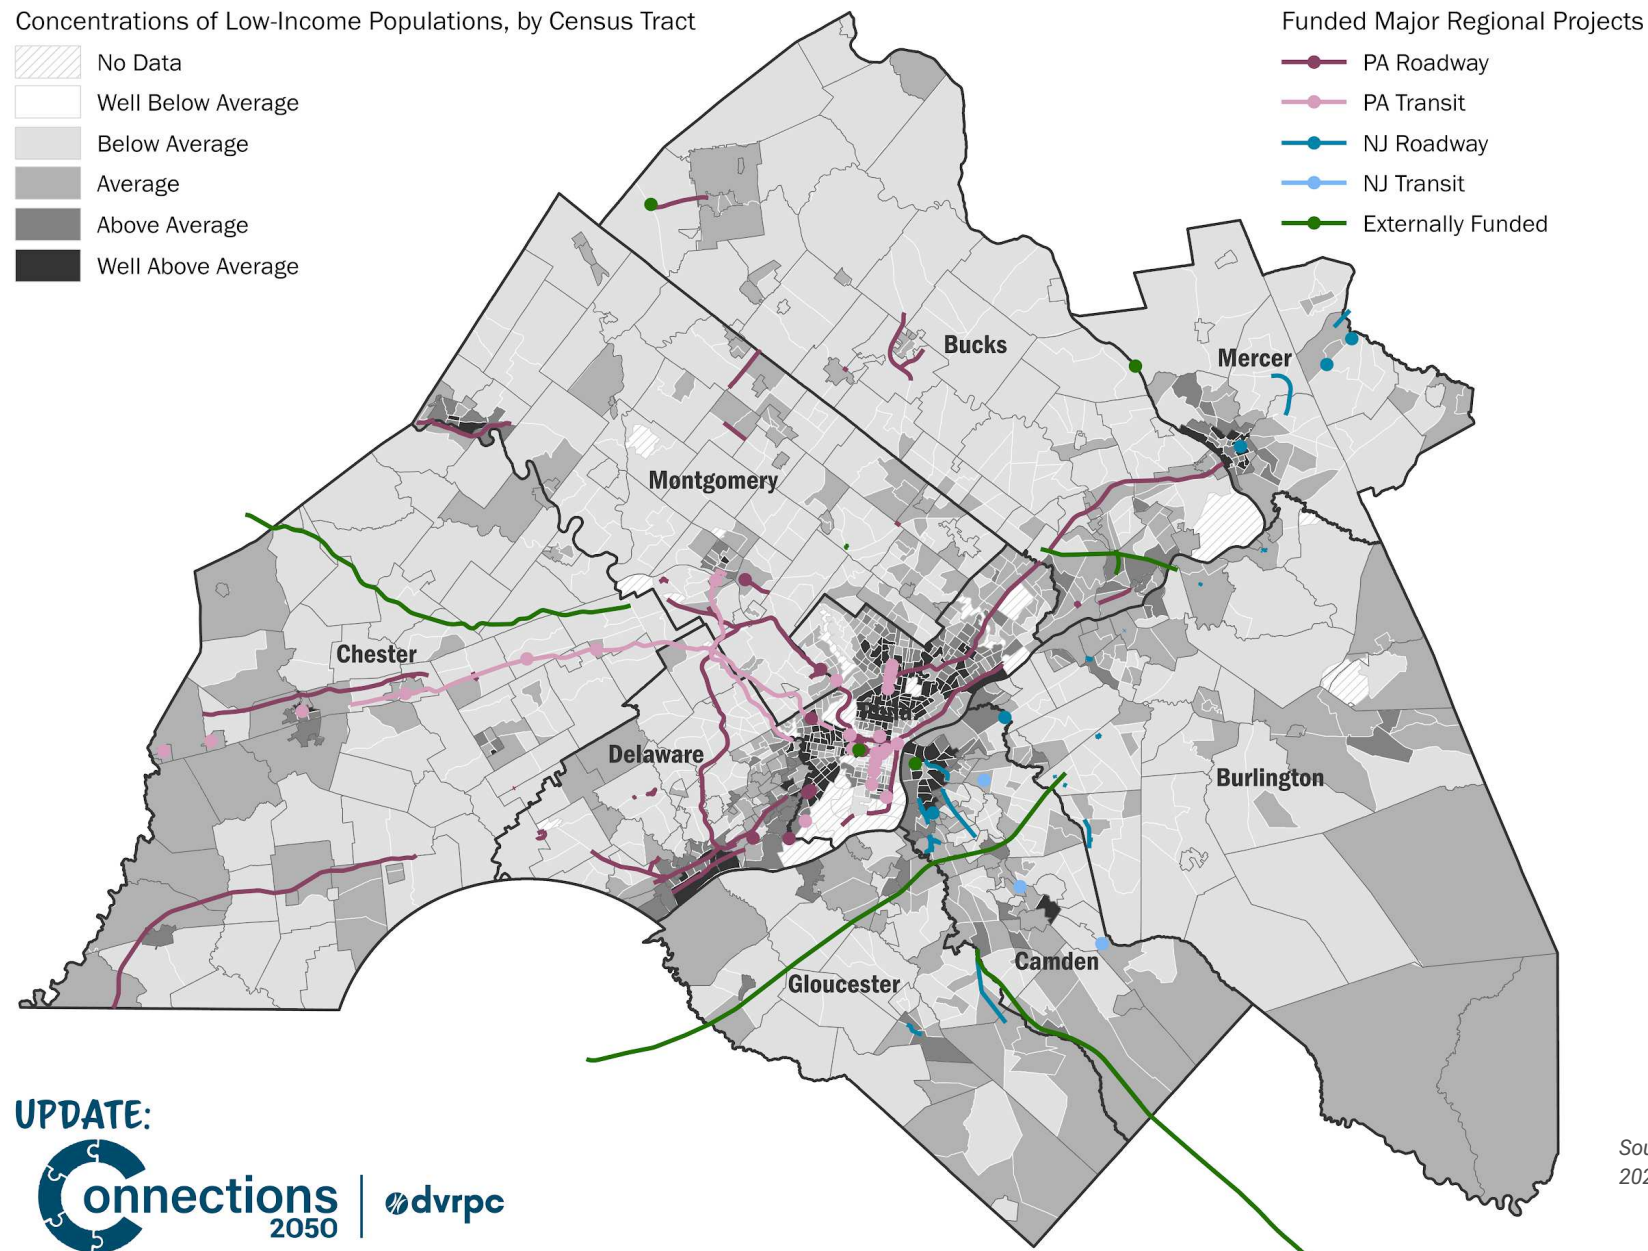 Concentrations of Low-Income Populations, by Census Tract
No Data
Well Below Average
Below Average
Average
Above Average
Well Above Average
Funded Major Regional Projects
PA Roadway
PA Transit
NJ Roadway
NJ Transit
Externally Funded
Bucks
Mercer
Montgomery
Chester
Delaware
Burlington
Camden
Gloucester
UPDATE:
Connections
2050
dvrpc